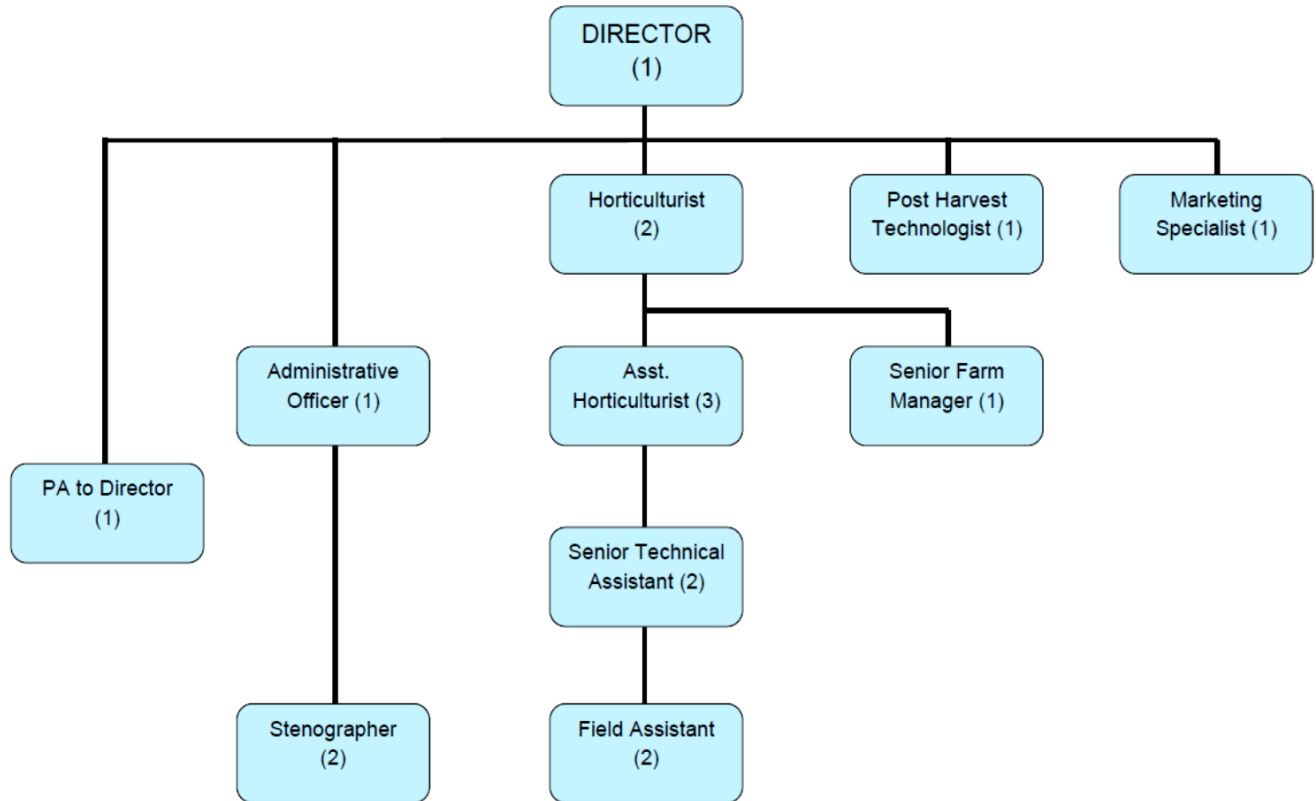 DIRECTOR
(1)
Horticulturist
(2)
Post Harvest
Technologist (1)
Marketing
Specialist (1)
Administrative
Officer (1)
Asst.
Horticulturist (3)
Senior Farm
Manager (1)
PA to Director
(1)
Senior Technical
Assistant (2)
Stenographer
(2)
Field Assistant
(2)